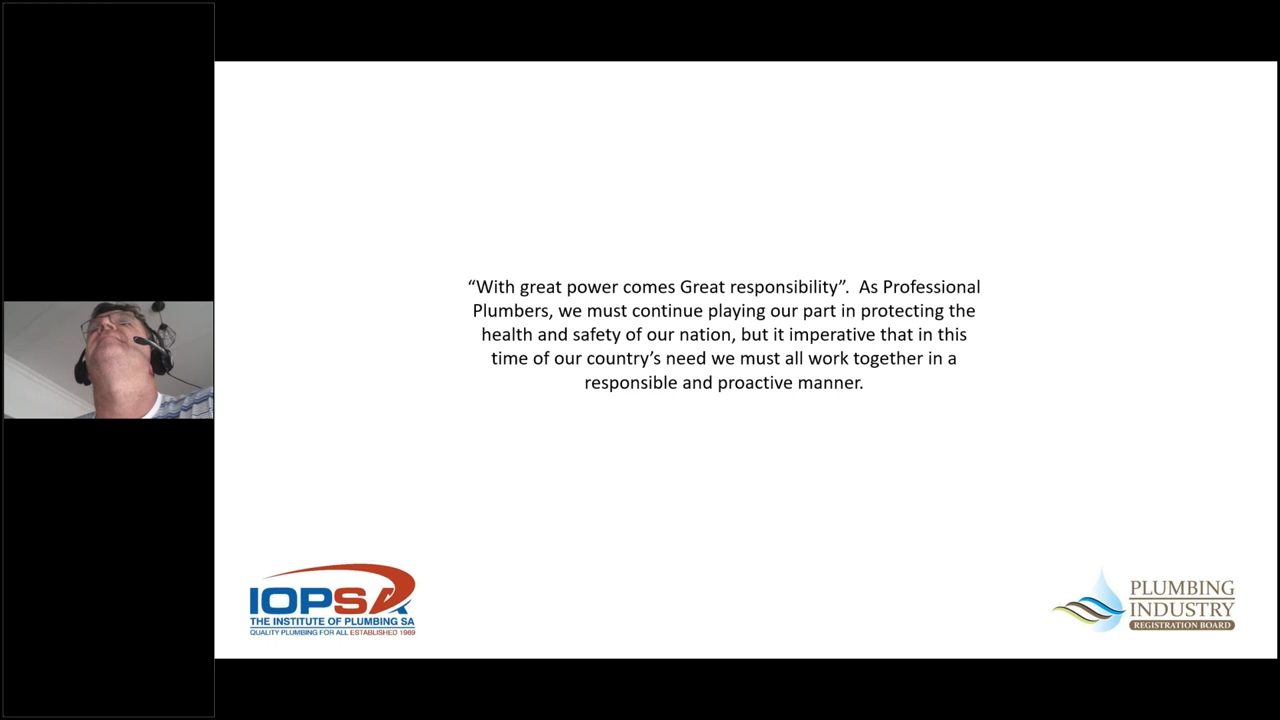 “With great power comes Great responsibility”.  As Professional
Plumbers, we must continue playing our part in protecting the
health and safety of our nation, but it imperative that in this
time of our country’s need we must all work together in a
responsible and proactive manner.
IOPSA
THE INSTITUTE OF PLUMBING SA
QUALITY PLUMBING FOR ALL ESTABLISHED 1989
PLUMBING
INDUSTRY
REGISTRATION BOARD